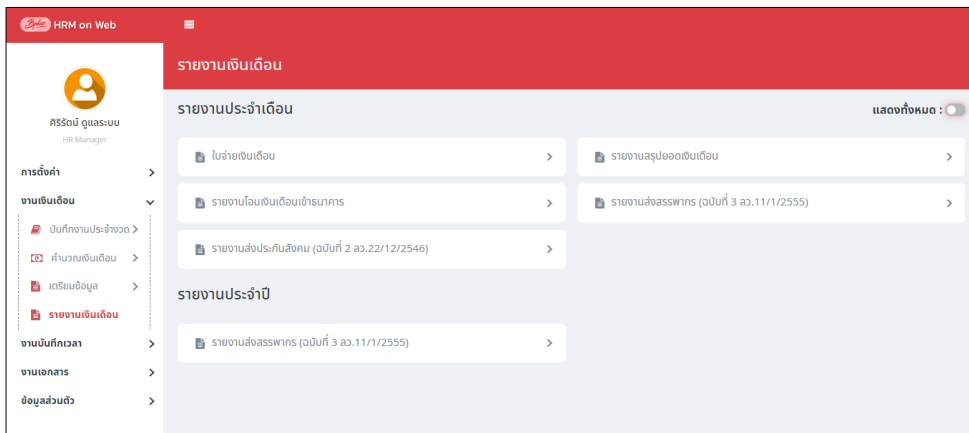 Byte HRM on Web
รายงานเงินเดือน
ศิริรัตน์ ดูแลระบบ
HR Manager
การตั้งค่า
งานเงินเดือน
บันทึกงานประจำงวด
คำนวณเงินเดือน
เตรียมข้อมูล
รายงานเงินเดือน
งานบันทึกเวลา
งานเอกสาร
ข้อมูลส่วนตัว
รายงานประจำเดือน
แสดงทั้งหมด :
ใบจ่ายเงินเดือน
รายงานสรุปยอดเงินเดือน
รายงานโอนเงินเดือนเข้าธนาคาร
รายงานส่งสรรพากร (ฉบับที่ 3 ลว.11/1/2555)
รายงานส่งประกันสังคม (ฉบับที่ 2 ลว.22/12/2546)
รายงานประจำปี
รายงานส่งสรรพากร (ฉบับที่ 3 ลว.11/1/2555)